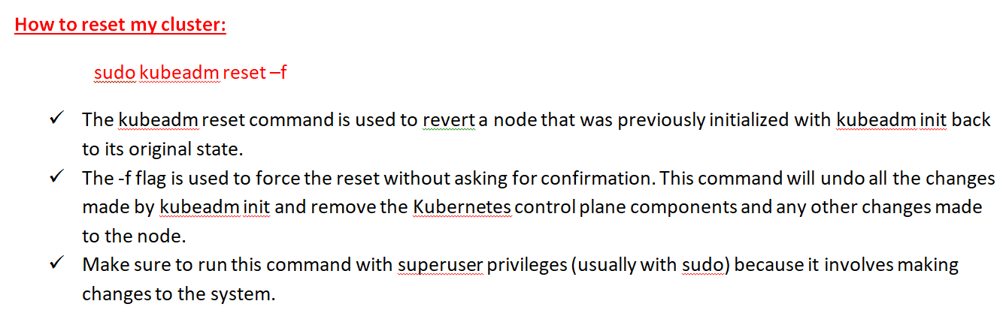 How to reset my cluster:
sudo kubeadm reset –f
✓ The kubeadm reset command is used to revert a node that was previously initialized with kubeadm init back
to its original state.
✓ The -f flag is used to force the reset without asking for confirmation. This command will undo all the changes
made by kubeadm init and remove the Kubernetes control plane components and any other changes made
to the node.
✓ Make sure to run this command with superuser privileges (usually with sudo) because it involves making
changes to the system.